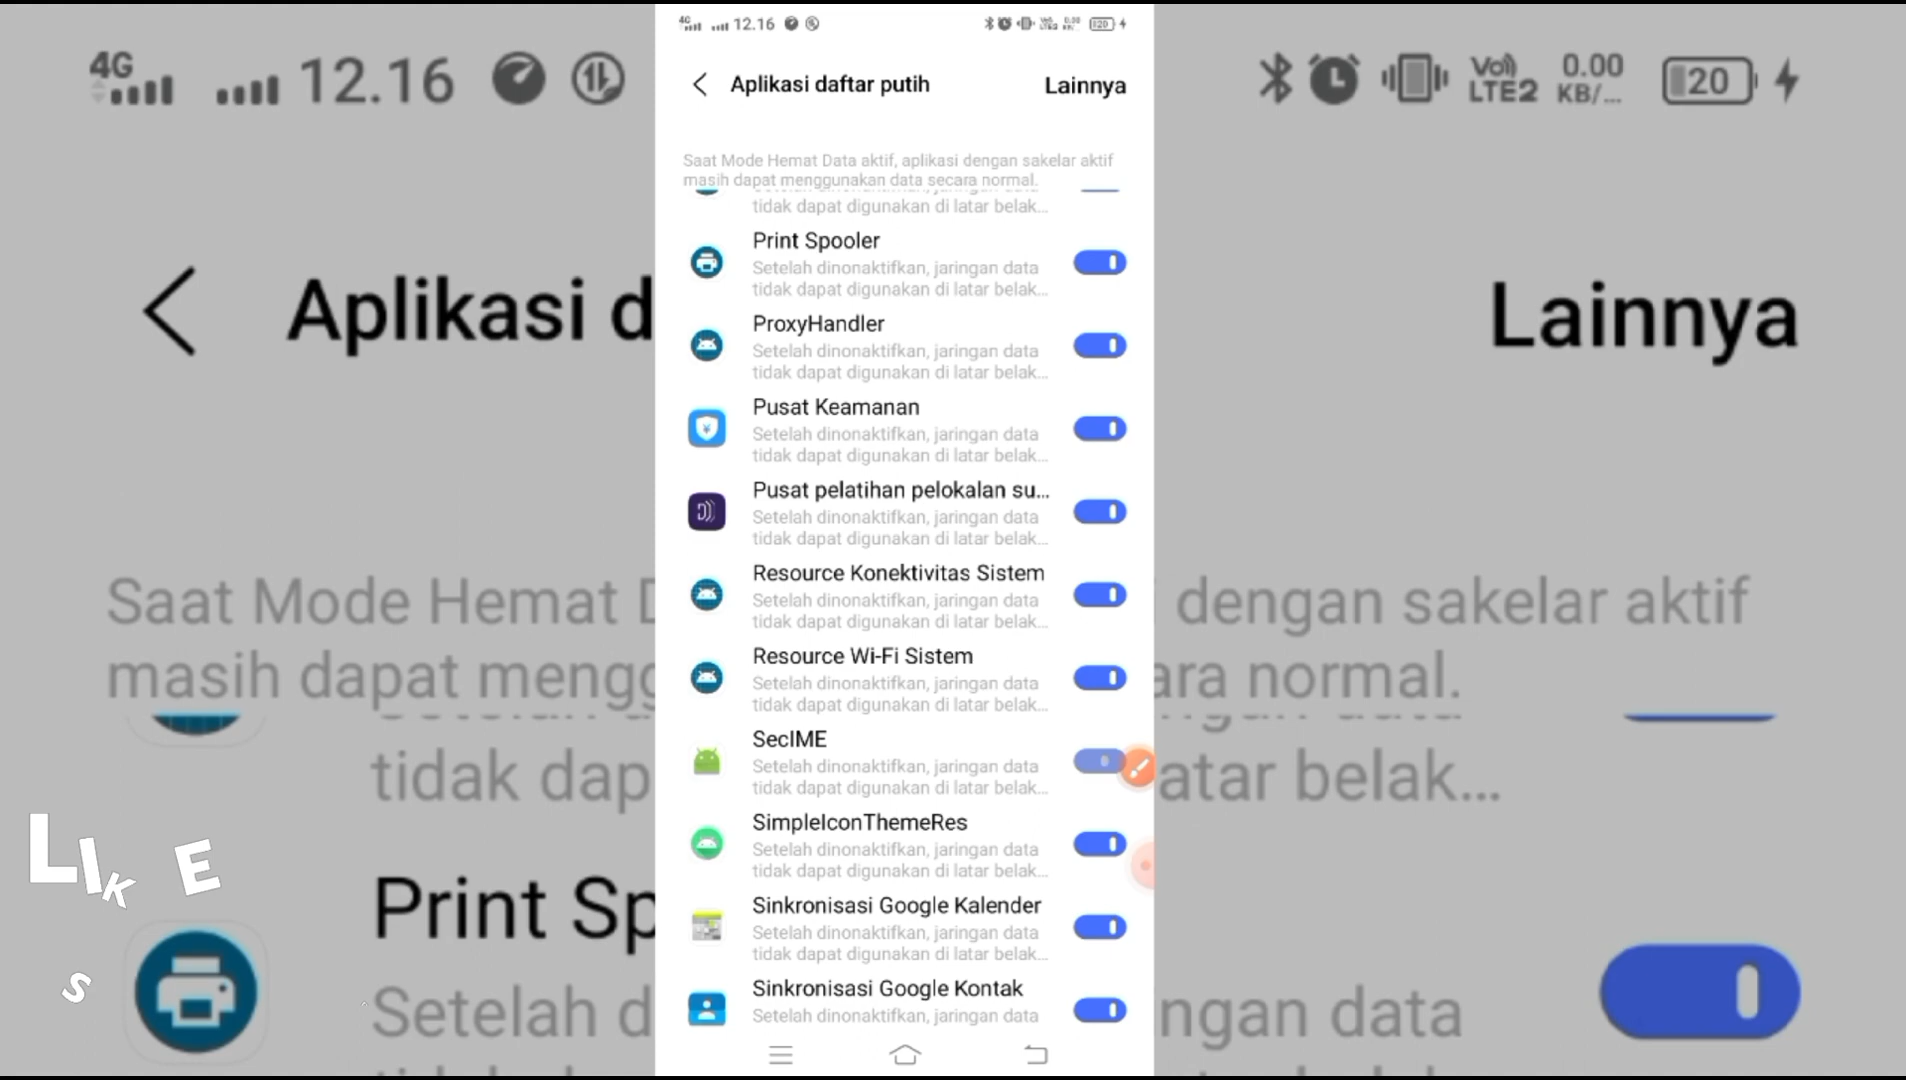 4G 12.16 Vo) LTE2 0.00 KB/... 20
Aplikasi d Lainnya
Saat Mode Hemat D dengan sakelar aktif
masih dapat mengg ara normal.
tidak dap atar belak...
Print Sp
Setelah d ngan data
LIKE
S
4G 12.16 0.00 20
Aplikasi daftar putih Lainnya
Saat Mode Hemat Data aktif, aplikasi dengan sakelar aktif
masih dapat menggunakan data secara normal.
tidak dapat digunakan di latar belak...
Print Spooler
Setelah dinonaktifkan, jaringan data
tidak dapat digunakan di latar belak...
ProxyHandler
Setelah dinonaktifkan, jaringan data
tidak dapat digunakan di latar belak...
Pusat Keamanan
Setelah dinonaktifkan, jaringan data
tidak dapat digunakan di latar belak...
Pusat pelatihan pelokalan su...
Setelah dinonaktifkan, jaringan data
tidak dapat digunakan di latar belak...
Resource Konektivitas Sistem
Setelah dinonaktifkan, jaringan data
tidak dapat digunakan di latar belak...
Resource Wi-Fi Sistem
Setelah dinonaktifkan, jaringan data
tidak dapat digunakan di latar belak...
SecIME
Setelah dinonaktifkan, jaringan data
tidak dapat digunakan di latar belak...
SimpleIconThemeRes
Setelah dinonaktifkan, jaringan data
tidak dapat digunakan di latar belak...
Sinkronisasi Google Kalender
Setelah dinonaktifkan, jaringan data
tidak dapat digunakan di latar belak...
Sinkronisasi Google Kontak
Setelah dinonaktifkan, jaringan data